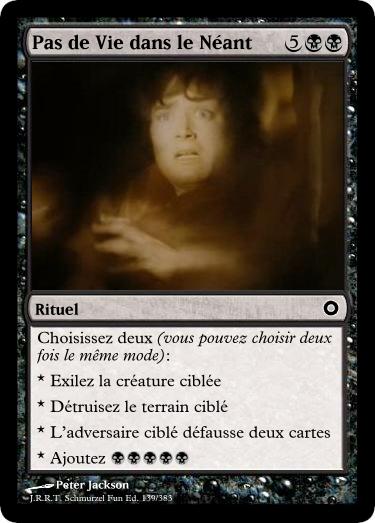 Pas de Vie dans le Néant 5
Rituel
Choisissez deux (vous pouvez choisir deux
fois le même mode):
* Exilez la créature ciblée
* Détruisez le terrain ciblé
* L'adversaire ciblé défausse deux cartes
* Ajoutez
Peter Jackson
J.R.R.T. Schmurzel Fun Ed. 139/383